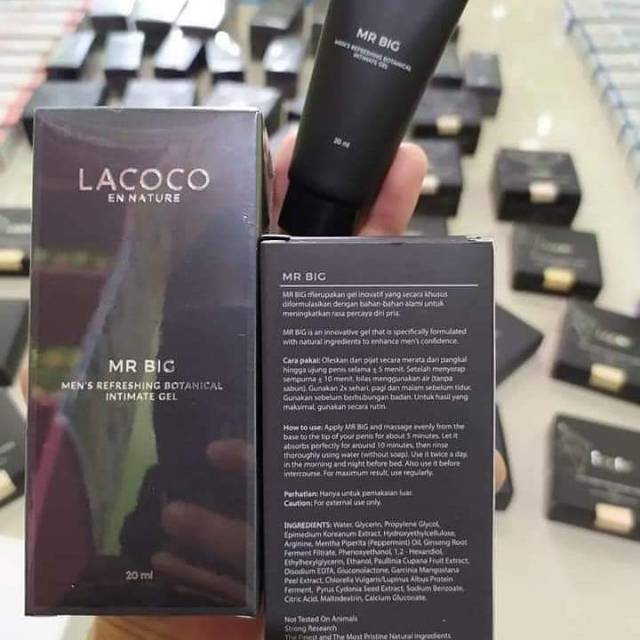 MR BIG
MEN'S REFRESHING BOTANICAL
INTIMATE GEL
20 ml
LACOCO
EN NATURE
MR BIG
MEN'S REFRESHING BOTANICAL
INTIMATE GEL
20 ml
MR BIG
MR BIG merupakan gel inovatif yang secara khusus
diformulasikan dengan bahan-bahan alami untuk
meningkatkan rasa percaya diri pria.
MR BIG is an innovative gel that is specifically formulated
with natural ingredients to enhance men's confidence.
Cara pakai: Oleskan dan pijat secara merata dari pangkal
hingga ujung penis selama ± 5 menit. Setelah menyerap
sempurna ± 10 menit, bilas menggunakan air (tanpa
sabun). Gunakan 2x sehari, pagi dan malam sebelum tidur.
Gunakan sebelum berhubungan badan. Untuk hasil yang
maksimal, gunakan secara rutin.
How to use: Apply MR BIG and massage evenly from the
base to the tip of your penis for about 5 minutes. Let it
absorbs perfectly for around 10 minutes, then rinse
thoroughly using water (without soap). Use it twice a day,
in the morning and night before bed. Also use it before
intercourse. For maximum result, use regularly.
Perhatian: Hanya untuk pemakaian luar.
Caution: For external use only.
INGREDIENTS: Water, Glycerin, Propylene Glycol,
Epimedium Koreanum Extract, Hydroxyethylcellulose,
Arginine, Mentha Piperita (Peppermint) Oil, Ginseng Root
Ferment Filtrate, Phenoxyethanol, 1,2 - Hexandiol,
Ethylhexylglycerin, Ethanol, Paullinia Cupana Fruit Extract,
Disodium EDTA, Gluconolactone, Garcinia Mangostana
Peel Extract, Chlorella Vulgaris/Lupinus Albus Protein
Ferment, Pyrus Cydonia Seed Extract, Sodium Benzoate,
Citric Acid, Maltodextrin, Calcium Gluconate.
Not Tested On Animals
Strong Research
The Finest and The Most Pristine Natural Ingredients